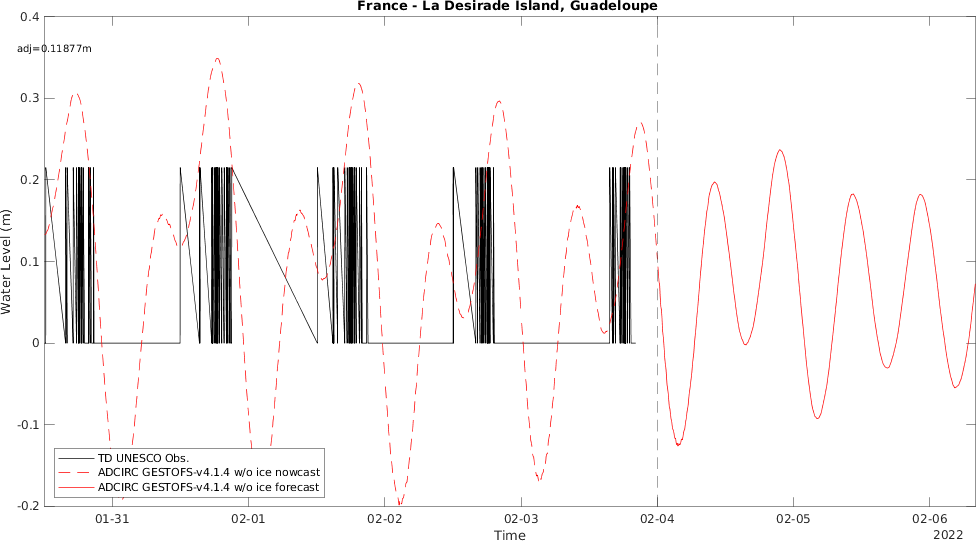 France - La Desirade Island, Guadeloupe
adj=0.11877m
0.4
0.3
0.2
0.1
0
-0.1
-0.2
Water Level (m)
TD UNESCO Obs.
ADCIRC GESTOFS-v4.1.4 w/o ice nowcast
ADCIRC GESTOFS-v4.1.4 w/o ice forecast
01-31
02-01
02-02
02-03
02-04
02-05
02-06
Time
2022